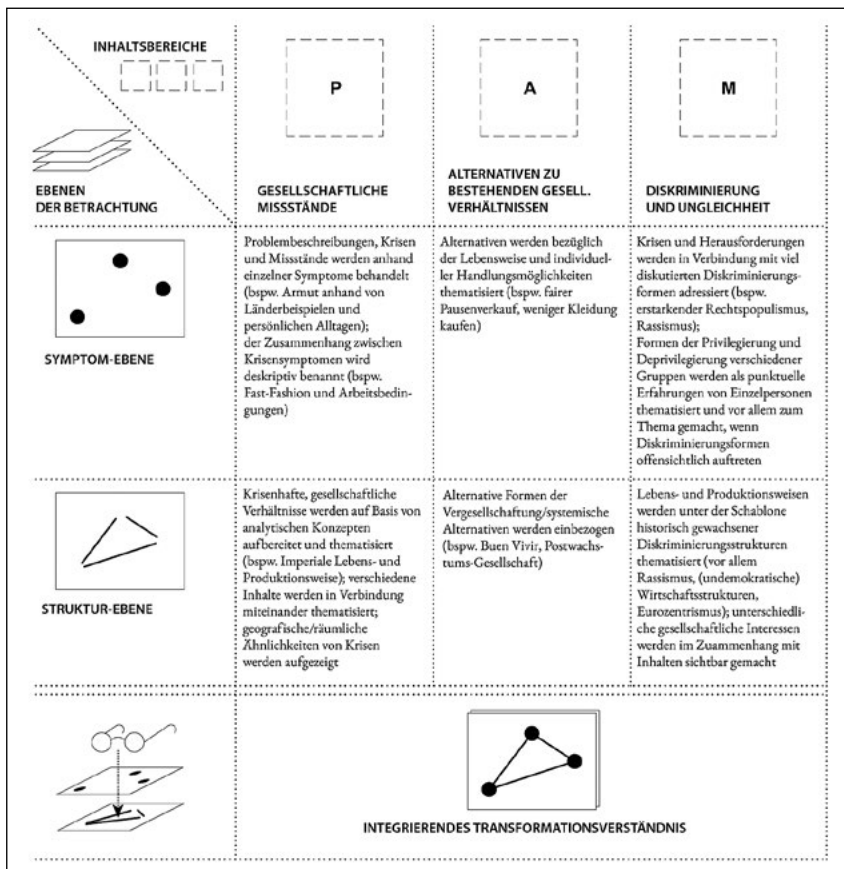 INHALTSBEREICHE
EBENEN
DER BETRACHTUNG
P
GESELLSCHAFTLICHE
MISSSTÄNDE
A
ALTERNATIVEN ZU
BESTEHENDEN GESELL.
VERHÄLTNISSEN
M
DISKRIMINIERUNG
UND UNGLEICHHEIT
SYMPTOM-EBENE
Problembeschreibungen, Krisen
und Missstände werden anhand
einzelner Symptome behandelt
(bspw. Armut anhand von
Länderbeispielen und
persönlichen Alltagen);
der Zusammenhang zwischen
Krisensymptomen wird
deskriptiv benannt (bspw.
Fast-Fashion und Arbeitsbedin-
gungen)
Alternativen werden bezüglich
der Lebensweise und individuel-
ler Handlungsmöglichkeiten
thematisiert (bspw. fairer
Pausenverkauf, weniger Kleidung
kaufen)
Krisen und Herausforderungen
werden in Verbindung mit viel
diskutierten Diskriminierungs-
formen adressiert (bspw.
erstarkender Rechtspopulismus,
Rassismus);
Formen der Privilegierung und
Deprivilegierung verschiedener
Gruppen werden als punktuelle
Erfahrungen von Einzelpersonen
thematisiert und vor allem zum
Thema gemacht, wenn
Diskriminierungsformen
offensichtlich auftreten
STRUKTUR-EBENE
Krisenhafte, gesellschaftliche
Verhältnisse werden auf Basis von
analytischen Konzepten
aufbereitet und thematisiert
(bspw. Imperiale Lebens- und
Produktionsweise); verschiedene
Inhalte werden in Verbindung
miteinander thematisiert;
geografische/räumliche
Ähnlichkeiten von Krisen
werden aufgezeigt
Alternative Formen der
Vergesellschaftung/systemische
Alternativen werden einbezogen
(bspw. Buen Vivir, Postwachs-
tums-Gesellschaft)
Lebens- und Produktionsweisen
werden unter der Schablone
historisch gewachsener
Diskriminierungsstrukturen
thematisiert (vor allem
Rassismus, (undemokratische)
Wirtschaftsstrukturen,
Eurozentrismus); unterschiedli-
che gesellschaftliche Interessen
werden im Zuammenhang mit
Inhalten sichtbar gemacht
INTEGRIERENDES TRANSFORMATIONSVERSTÄNDNIS